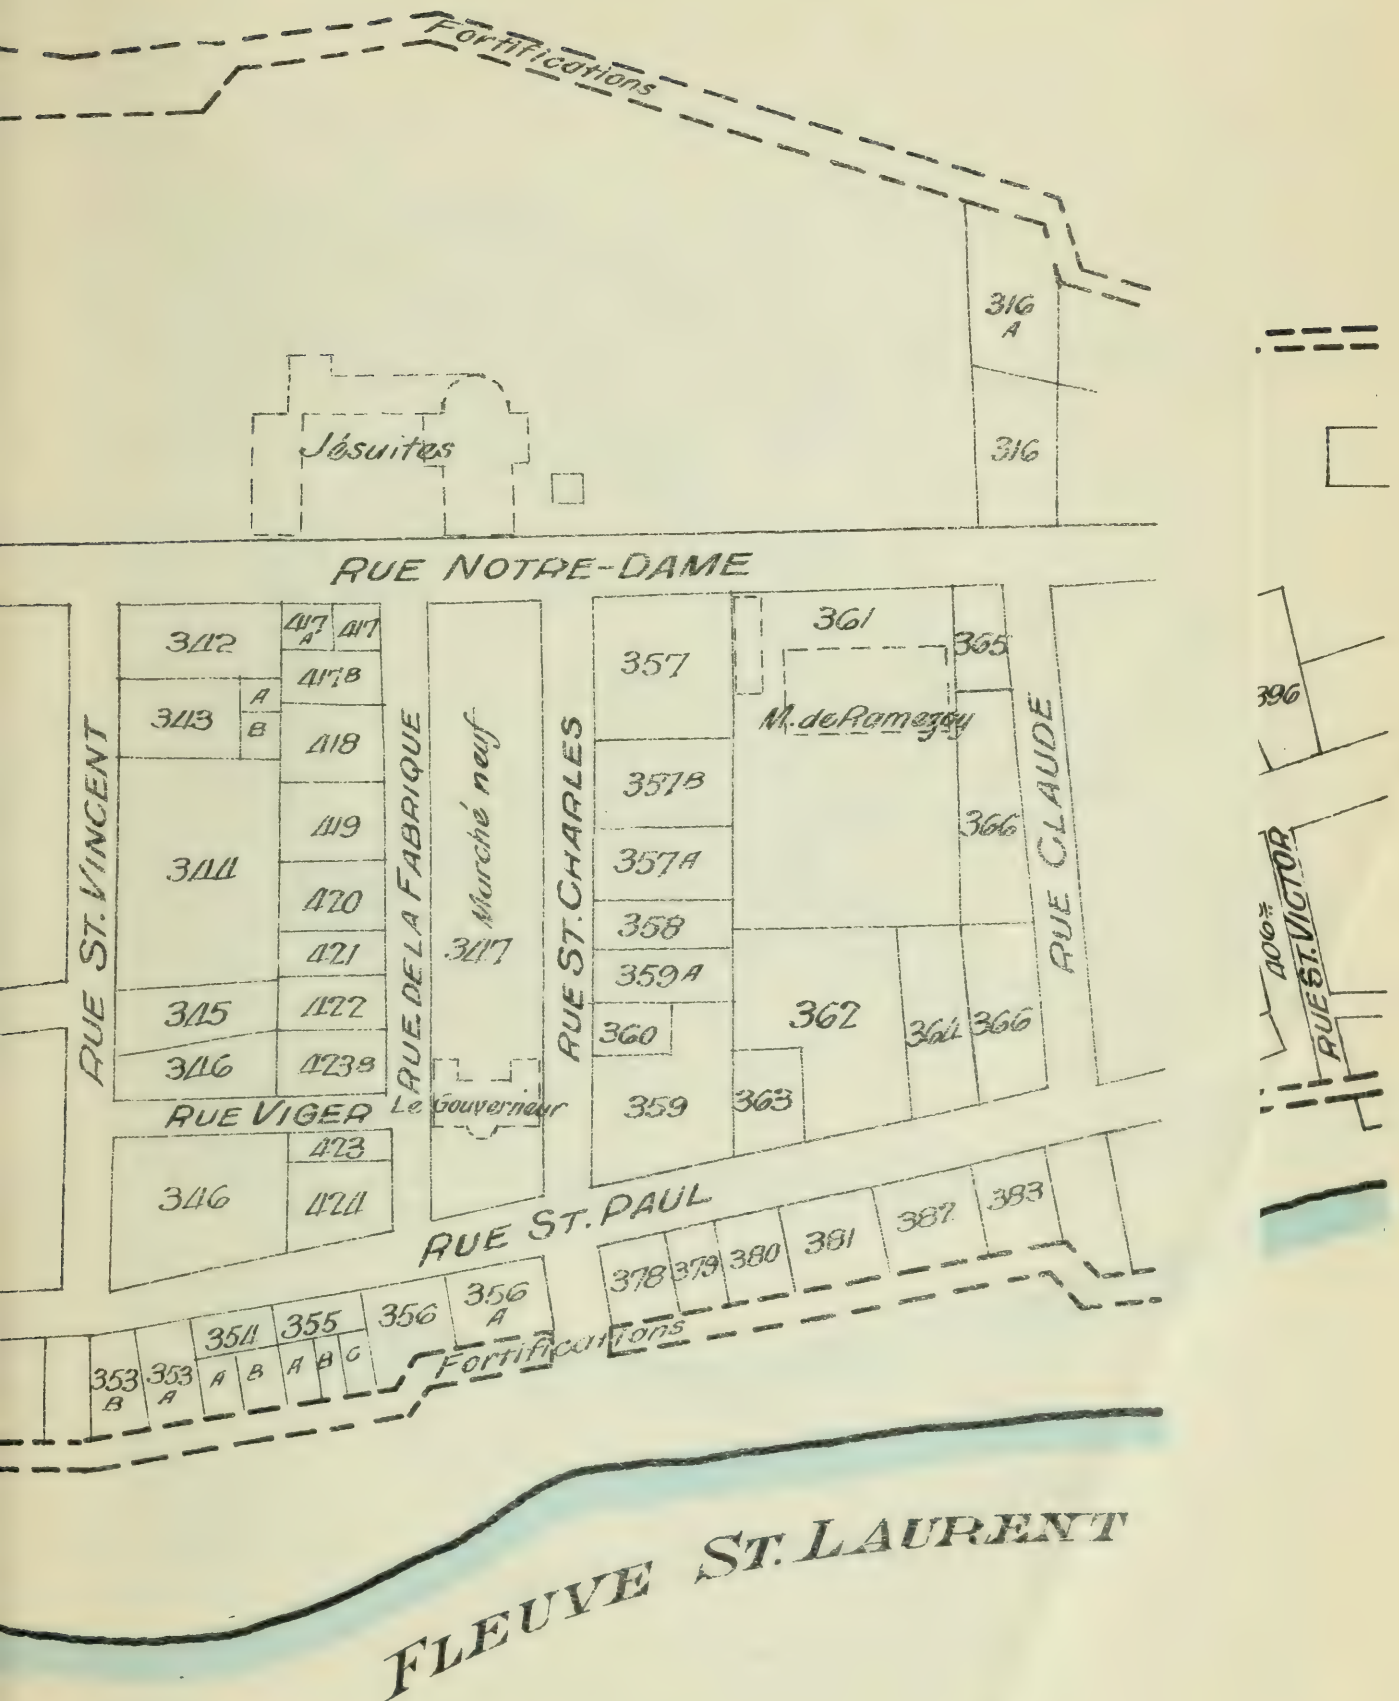 Fortifications
316
A
316
Jésuites
RUE NOTRE-DAME
342
417
A
417
417B
343
A
B
418
419
344
420
421
345
422
346
423B
RUE ST. VINCENT
RUE DE LA FABRIQUE
Marché neuf
347
RUE ST. CHARLES
357
357B
357A
358
359A
360
359
361
M. de Ramezay
365
366
362
364
366
363
RUE CLAUDE
Le Gouverneur
RUE VIGER
423
346
424
RUE ST. PAUL
378
379
380
381
382
383
353
B
353
A
354
A
B
355
A
B
C
356
356
A
Fortifications
FLEUVE ST. LAURENT
396
RUE ST. VICTOR